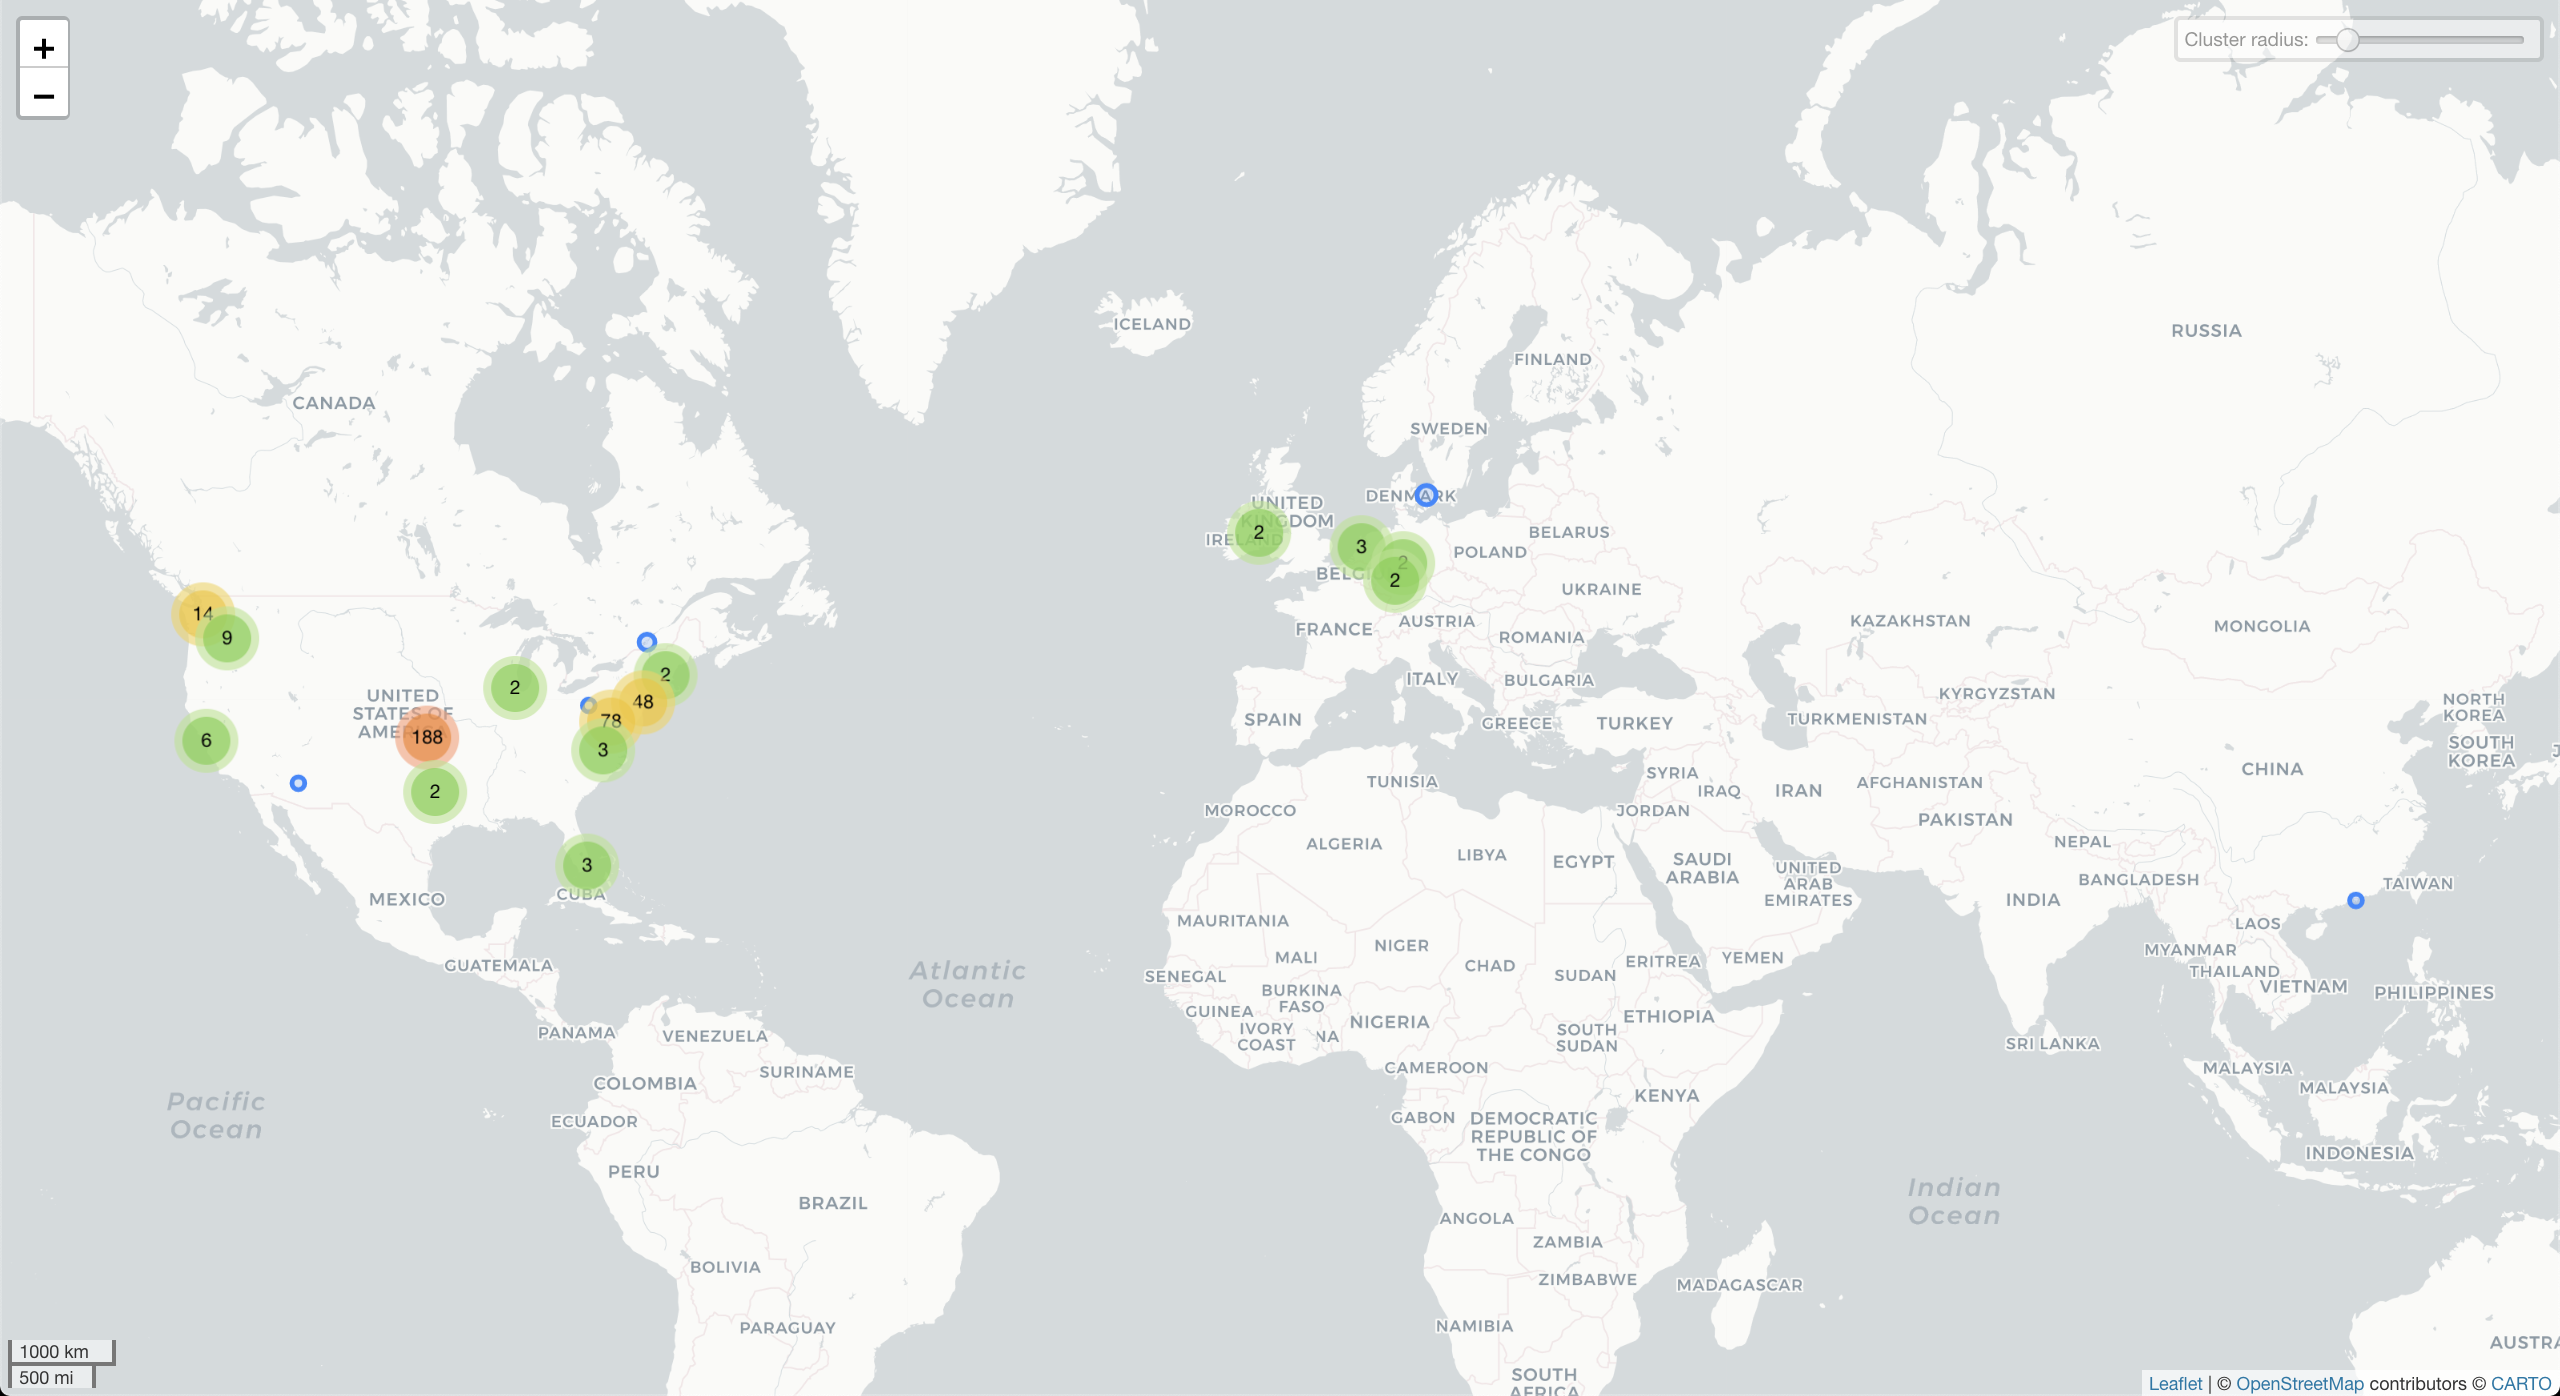 +
−
Cluster radius:
ICELAND
RUSSIA
FINLAND
CANADA
SWEDEN
DENMARK
UNITED
KINGDOM
2
IRELAND
3
2
2
BELARUS
POLAND
UKRAINE
14
9
KAZAKHSTAN
MONGOLIA
FRANCE
AUSTRIA
ROMANIA
2
2
ITALY
BULGARIA
KYRGYZSTAN
UNITED
STATES OF
48
78
188
SPAIN
GREECE
TURKEY
TURKMENISTAN
NORTH
KOREA
SOUTH
KOREA
6
3
SYRIA
CHINA
TUNISIA
IRAQ
IRAN
AFGHANISTAN
2
MOROCCO
JORDAN
PAKISTAN
ALGERIA
LIBYA
EGYPT
NEPAL
SAUDI
ARABIA
UNITED
ARAB
EMIRATES
3
CUBA
MEXICO
BANGLADESH
TAIWAN
INDIA
MAURITANIA
LAOS
NIGER
MALI
CHAD
SUDAN
ERITREA
YEMEN
MYANMAR
GUATEMALA
Atlantic
Ocean
SENEGAL
THAILAND
VIETNAM
PHILIPPINES
BURKINA
FASO
GUINEA
IVORY
COAST
NA
NIGERIA
ETHIOPIA
SOUTH
SUDAN
PANAMA
VENEZUELA
SRI LANKA
CAMEROON
SURINAME
COLOMBIA
MALAYSIA
MALAYSIA
KENYA
Pacific
Ocean
ECUADOR
GABON
DEMOCRATIC
REPUBLIC OF
THE CONGO
INDONESIA
PERU
BRAZIL
Indian
Ocean
ANGOLA
ZAMBIA
BOLIVIA
ZIMBABWE
MADAGASCAR
PARAGUAY
NAMIBIA
AUSTRA
1000 km
500 mi
SOUTH
AFRICA
Leaflet | © OpenStreetMap contributors © CARTO